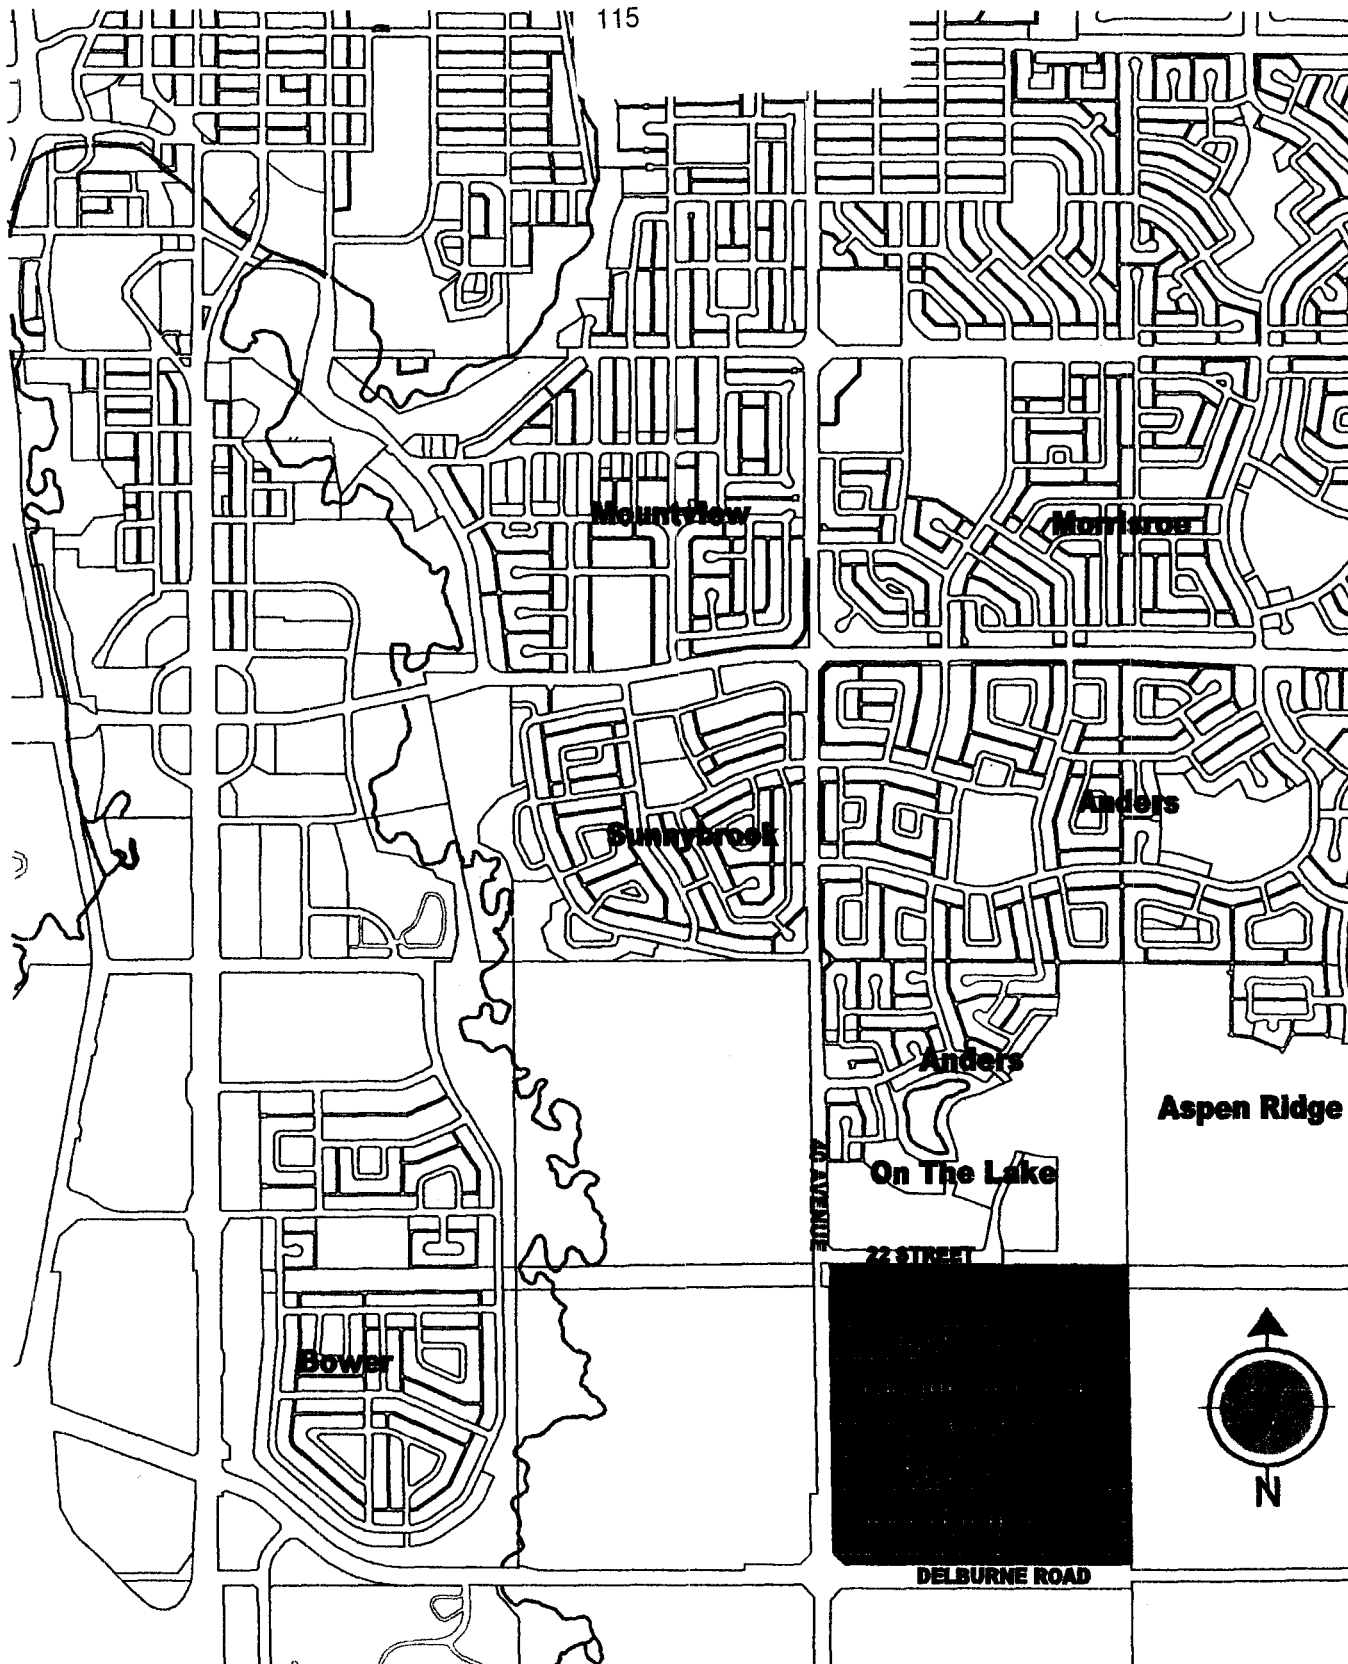 115
Mountview
Morrisroe
Anders
Sunnybrook
Anders
Aspen Ridge
On The Lake
40 AVENUE
22 STREET
Bower
N
DELBURNE ROAD